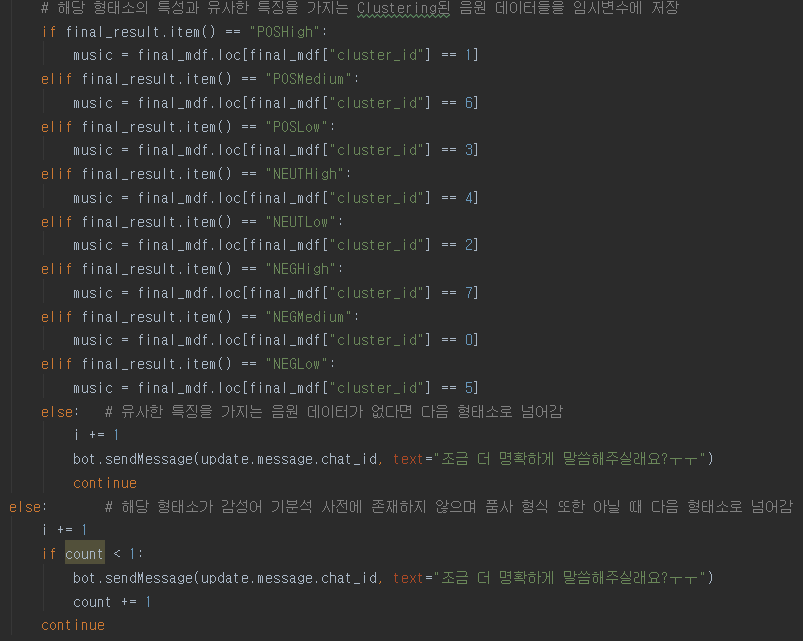 # 해당 형태소의 특성과 유사한 특징을 가지는 Clustering된 음원 데이터들을 임시변수에 저장
if final_result.item() == "POSHigh":
music = final_mdf.loc[final_mdf["cluster_id"] == 1]
elif final_result.item() == "POSMedium":
music = final_mdf.loc[final_mdf["cluster_id"] == 6]
elif final_result.item() == "POSLow":
music = final_mdf.loc[final_mdf["cluster_id"] == 3]
elif final_result.item() == "NEUTHigh":
music = final_mdf.loc[final_mdf["cluster_id"] == 4]
elif final_result.item() == "NEUTLow":
music = final_mdf.loc[final_mdf["cluster_id"] == 2]
elif final_result.item() == "NEGHigh":
music = final_mdf.loc[final_mdf["cluster_id"] == 7]
elif final_result.item() == "NEGMedium":
music = final_mdf.loc[final_mdf["cluster_id"] == 0]
elif final_result.item() == "NEGLow":
music = final_mdf.loc[final_mdf["cluster_id"] == 5]
else:   # 유사한 특징을 가지는 음원 데이터가 없다면 다음 형태소로 넘어감
i += 1
bot.sendMessage(update.message.chat_id, text="조금 더 명확하게 말씀해주실래요?ㅜㅜ")
continue
else:       # 해당 형태소가 감성어 기분석 사전에 존재하지 않으며 품사 형식 또한 아닐 때 다음 형태소로 넘어감
i += 1
if count < 1:
bot.sendMessage(update.message.chat_id, text="조금 더 명확하게 말씀해주실래요?ㅜㅜ")
count += 1
continue